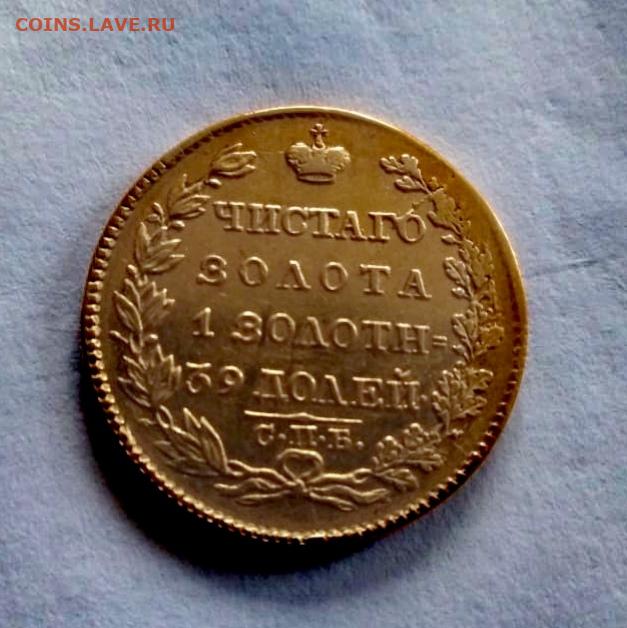 COINS.LAVE.RU
ЧИСТАГО
ЗОЛОТА
1 ЗОЛОТН=
39 ДОЛЕЙ.
С.П.Б.